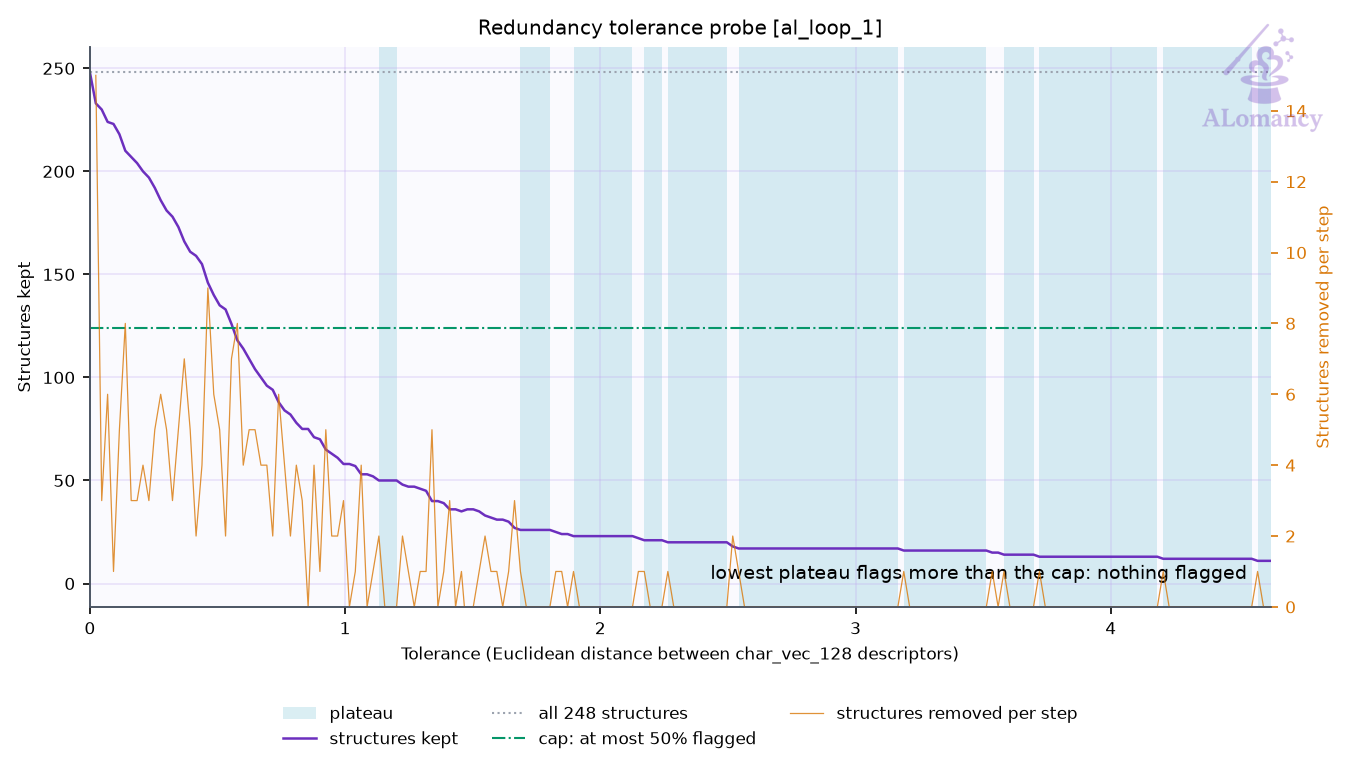 Redundancy tolerance probe [al_loop_1]
ALomancy
Structures kept
250
200
150
100
50
0
14
12
10
8
6
4
2
0
Structures removed per step
lowest plateau flags more than the cap: nothing flagged
0 1 2 3 4
Tolerance (Euclidean distance between char_vec_128 descriptors)
plateau all 248 structures structures removed per step
structures kept cap: at most 50% flagged